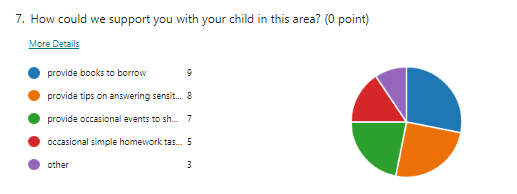 7. How could we support you with your child in this area? (0 point)
More Details
provide books to borrow 9
provide tips on answering sensit... 8
provide occasional events to sh... 7
occasional simple homework tas... 5
other 3